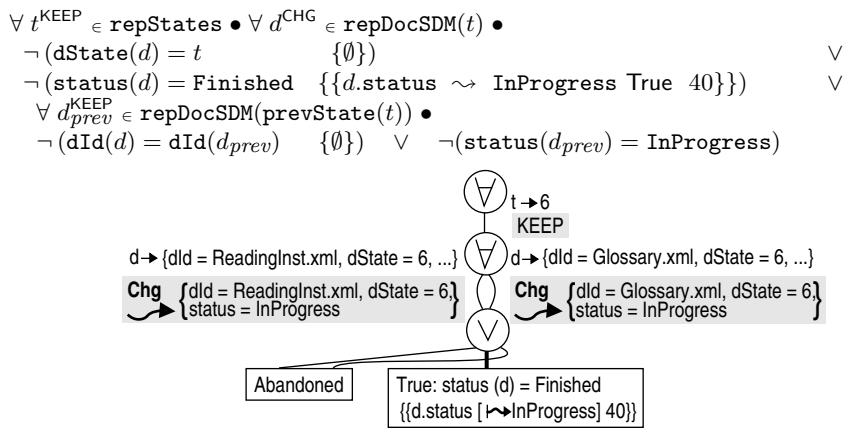 ∀ t^KEEP ∈ repStates • ∀ d^CHG ∈ repDocSDM(t) •
¬ (dState(d) = t {∅}) ∨
¬ (status(d) = Finished {{d.status ⇝ InProgress True 40}}) ∨
∀ d_prev^KEEP ∈ repDocSDM(prevState(t)) •
¬ (dId(d) = dId(d_prev) {∅}) ∨ ¬(status(d_prev) = InProgress)
∀
t→6
KEEP
d→ {dId = ReadingInst.xml, dState = 6, ...} ∀ d→ {dId = Glossary.xml, dState = 6, ...}
Chg {dId = ReadingInst.xml, dState = 6,} Chg {dId = Glossary.xml, dState = 6,}
status = InProgress status = InProgress
∨
Abandoned True: status (d) = Finished
{{d.status [↝InProgress] 40}}